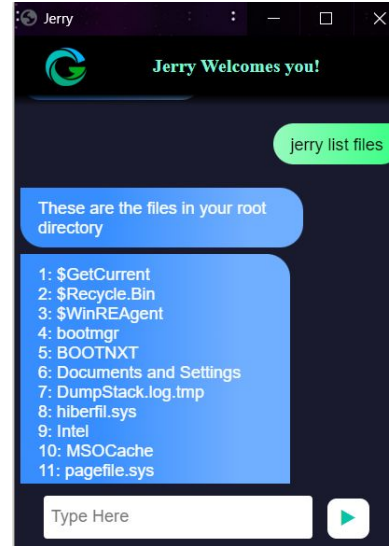 Jerry
Jerry Welcomes you!
jerry list files
These are the files in your root
directory
1: $GetCurrent
2: $Recycle.Bin
3: $WinREAgent
4: bootmgr
5: BOOTNXT
6: Documents and Settings
7: DumpStack.log.tmp
8: hiberfil.sys
9: Intel
10: MSOCache
11: pagefile.sys
Type Here